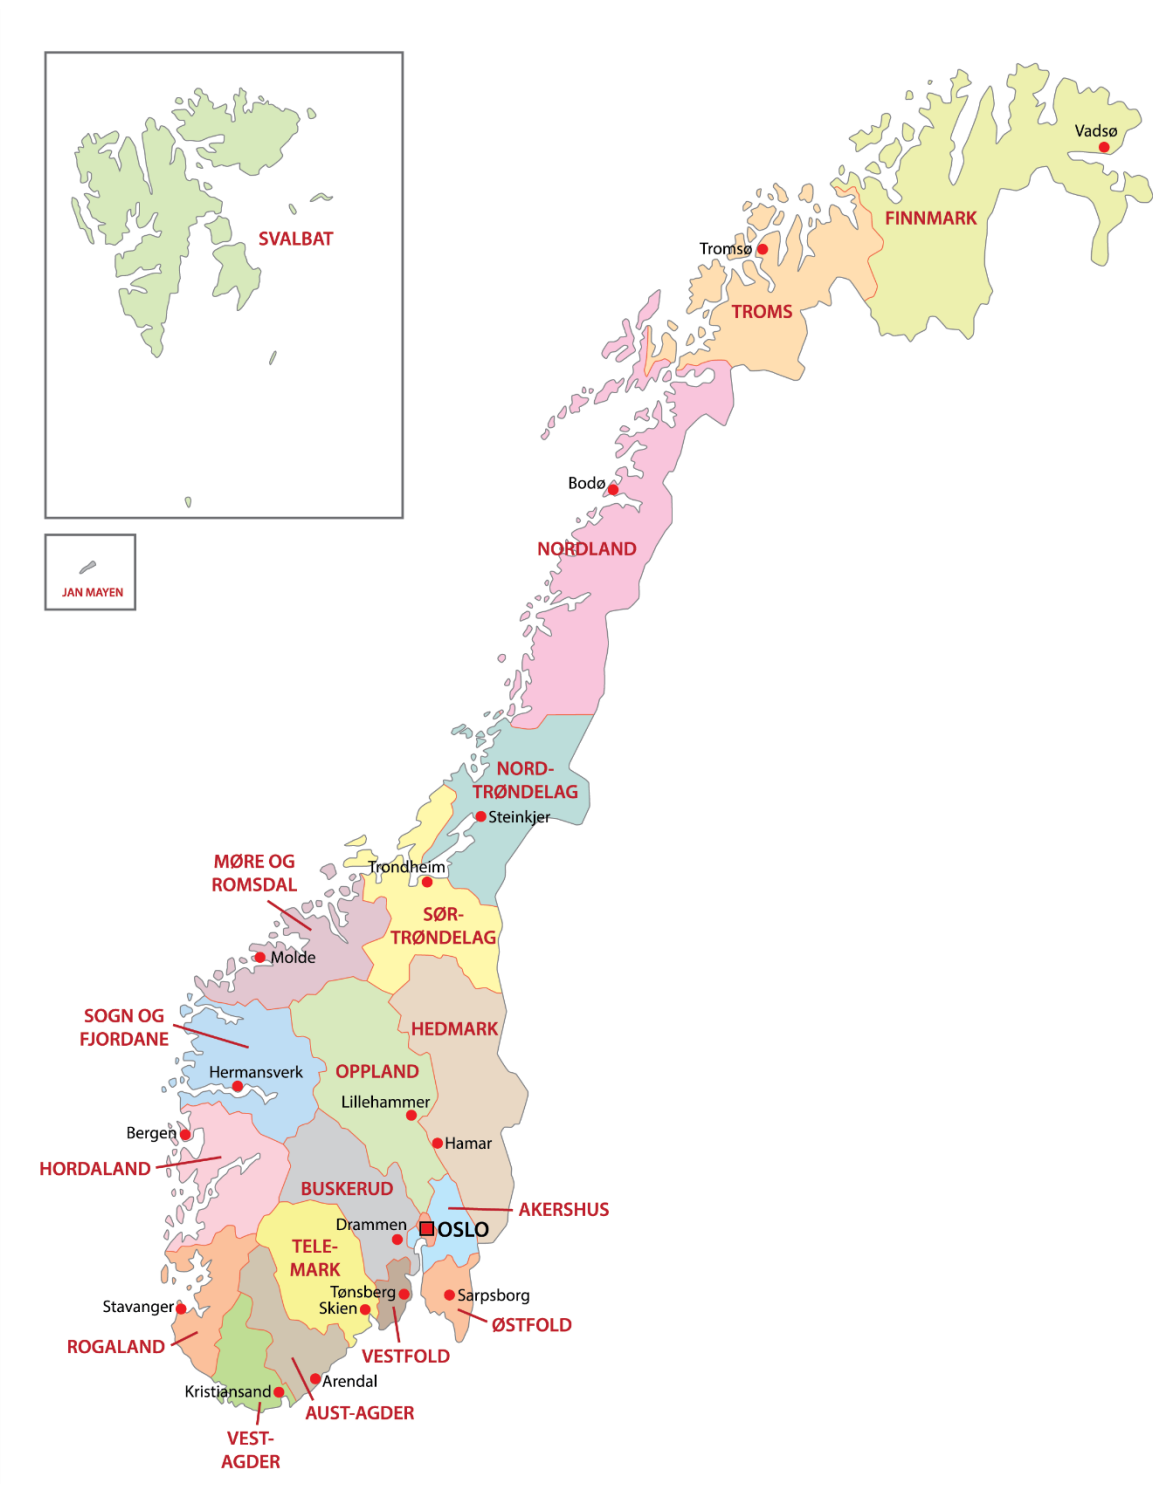 Vadsø
FINNMARK
SVALBAT
Tromsø
TROMS
Bodø
NORDLAND
JAN MAYEN
NORD-
TRØNDELAG
Steinkjer
MØRE OG
ROMSDAL
Trondheim
SØR-
TRØNDELAG
Molde
SOGN OG
FJORDANE
HEDMARK
Hermansverk
OPPLAND
Lillehammer
Bergen
Hamar
HORDALAND
BUSKERUD
AKERSHUS
Drammen
OSLO
TELE-
MARK
Tønsberg
Sarpsborg
Stavanger
Skien
ØSTFOLD
ROGALAND
VESTFOLD
Arendal
Kristiansand
AUST-AGDER
VEST-
AGDER